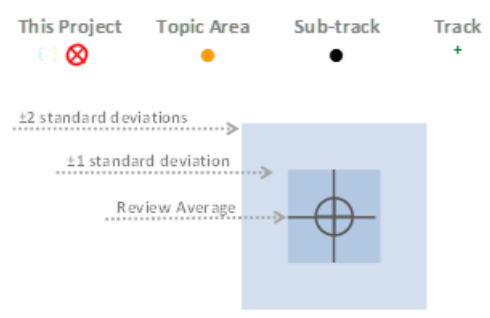 This Project Topic Area Sub-track Track
±2 standard deviations
±1 standard deviation
Review Average